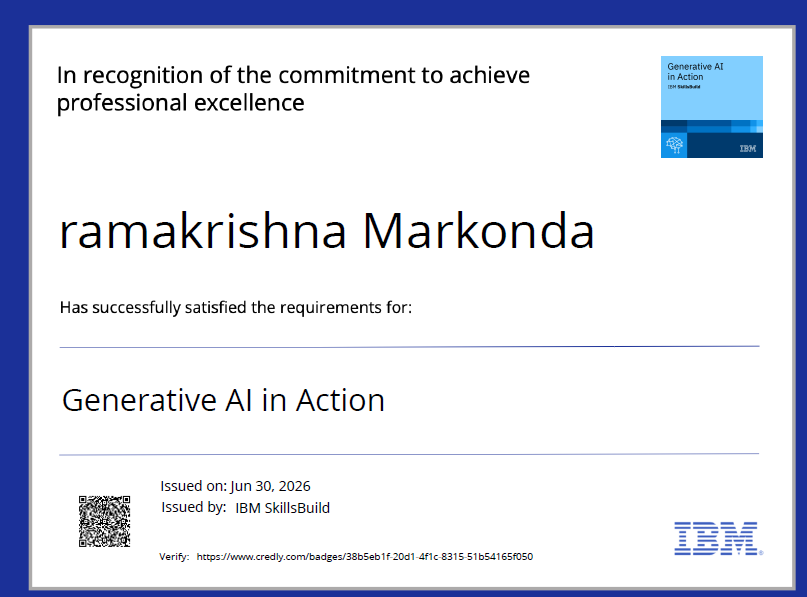 In recognition of the commitment to achieve
professional excellence
Generative AI
in Action
IBM SkillsBuild
IBM
ramakrishna Markonda
Has successfully satisfied the requirements for:
Generative AI in Action
Issued on: Jun 30, 2026
Issued by: IBM SkillsBuild
IBM®
Verify: https://www.credly.com/badges/38b5eb1f-20d1-4f1c-8315-51b54165f050